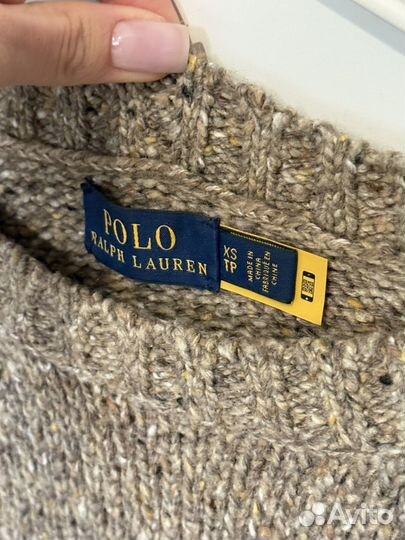 POLO
RALPH LAUREN
XS
TP
MADE IN
CHINA
FABRIQUÉ EN
CHINE
Avito